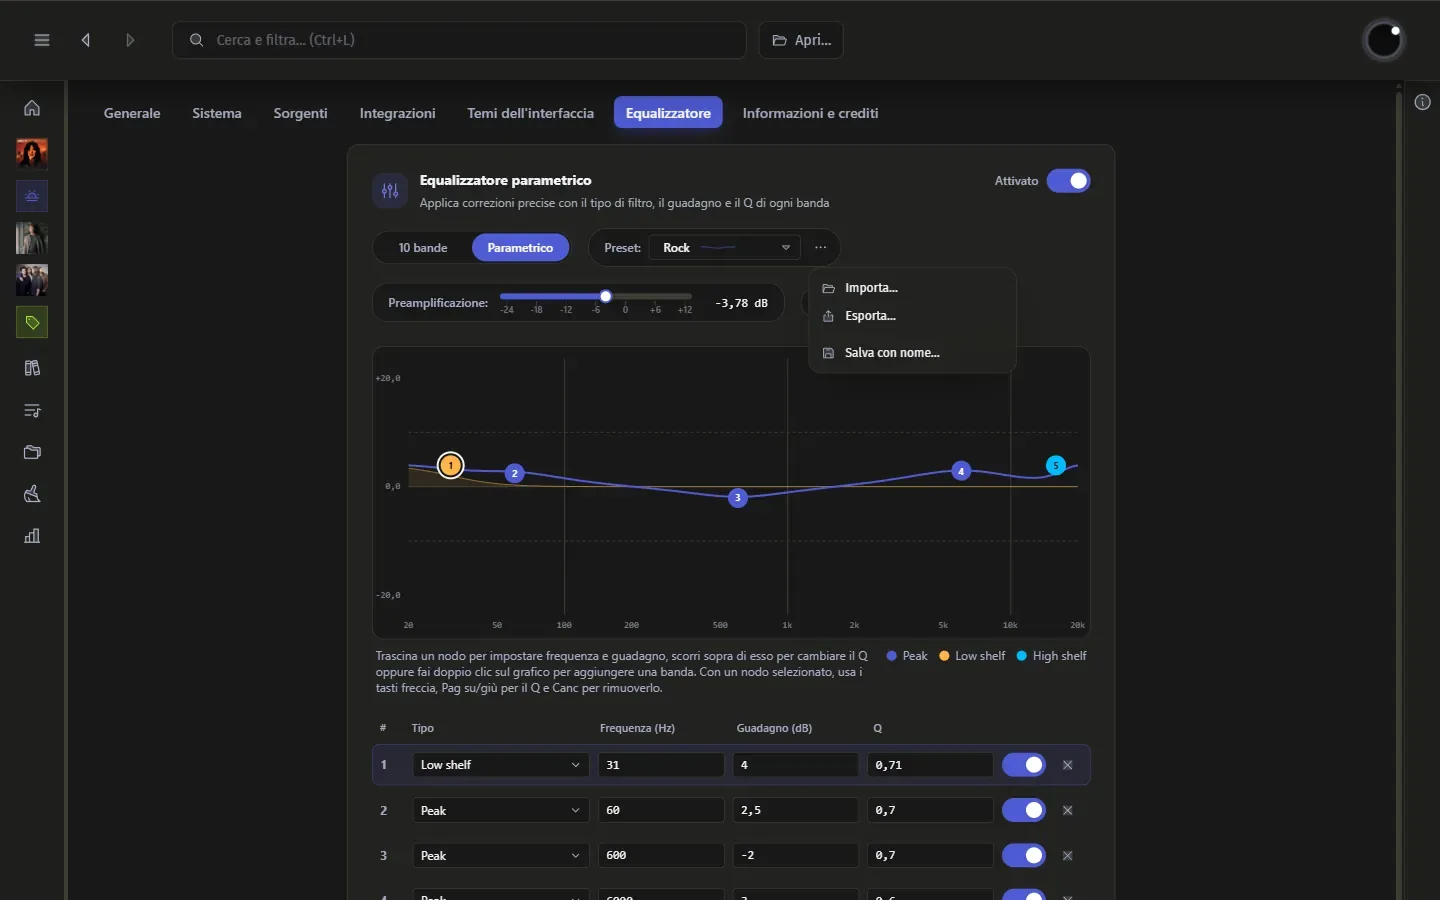 Cerca e filtra... (Ctrl+L)
Apri...
Generale
Sistema
Sorgenti
Integrazioni
Temi dell'interfaccia
Equalizzatore
Informazioni e crediti
Equalizzatore parametrico
Applica correzioni precise con il tipo di filtro, il guadagno e il Q di ogni banda
Attivato
10 bande
Parametrico
Preset:
Rock
...
Importa...
Esporta...
Salva con nome...
Preamplificazione:
-24 -18 -12 -6 0 +6 +12
-3,78 dB
+20,0
0,0
-20,0
1
2
3
4
5
20 50 100 200 500 1k 2k 5k 10k 20k
Trascina un nodo per impostare frequenza e guadagno, scorri sopra di esso per cambiare il Q
oppure fai doppio clic sul grafico per aggiungere una banda. Con un nodo selezionato, usa i
tasti freccia, Pag su/giù per il Q e Canc per rimuoverlo.
Peak
Low shelf
High shelf
# Tipo Frequenza (Hz) Guadagno (dB) Q
1 Low shelf 31 4 0,71
2 Peak 60 2,5 0,7
3 Peak 600 -2 0,7